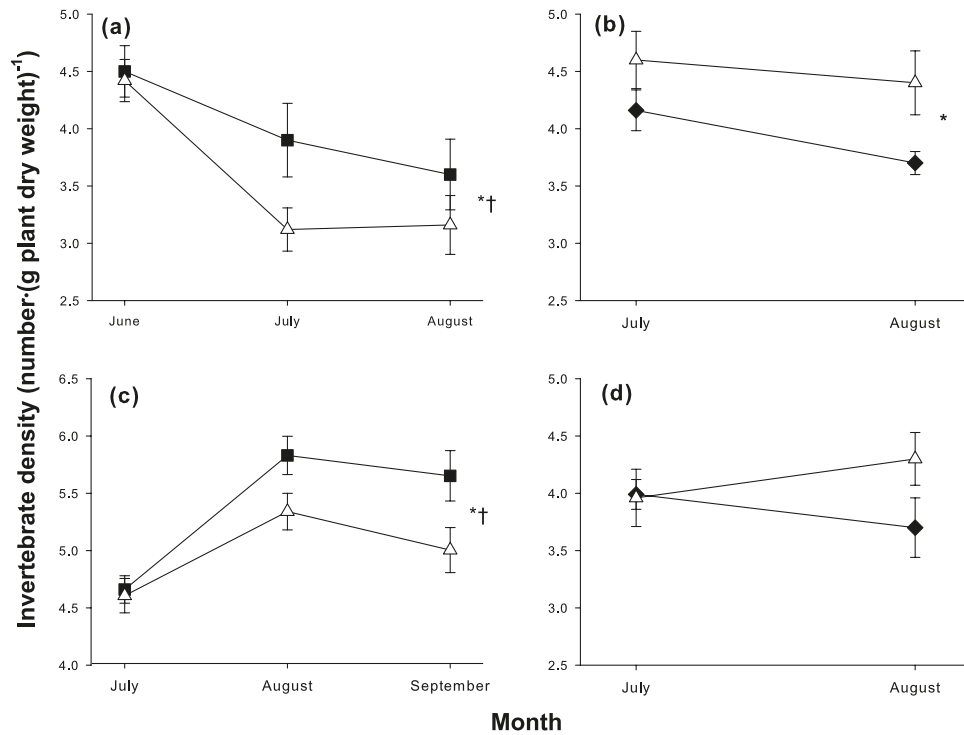 Invertebrate density (number·(g plant dry weight)⁻¹)
(a)
5.0
4.5
4.0
3.5
3.0
2.5
*†
June July August
(b)
5.0
4.5
4.0
3.5
3.0
2.5
*
July August
(c)
6.5
6.0
5.5
5.0
4.5
4.0
*†
July August September
(d)
5.0
4.5
4.0
3.5
3.0
2.5
July August
Month